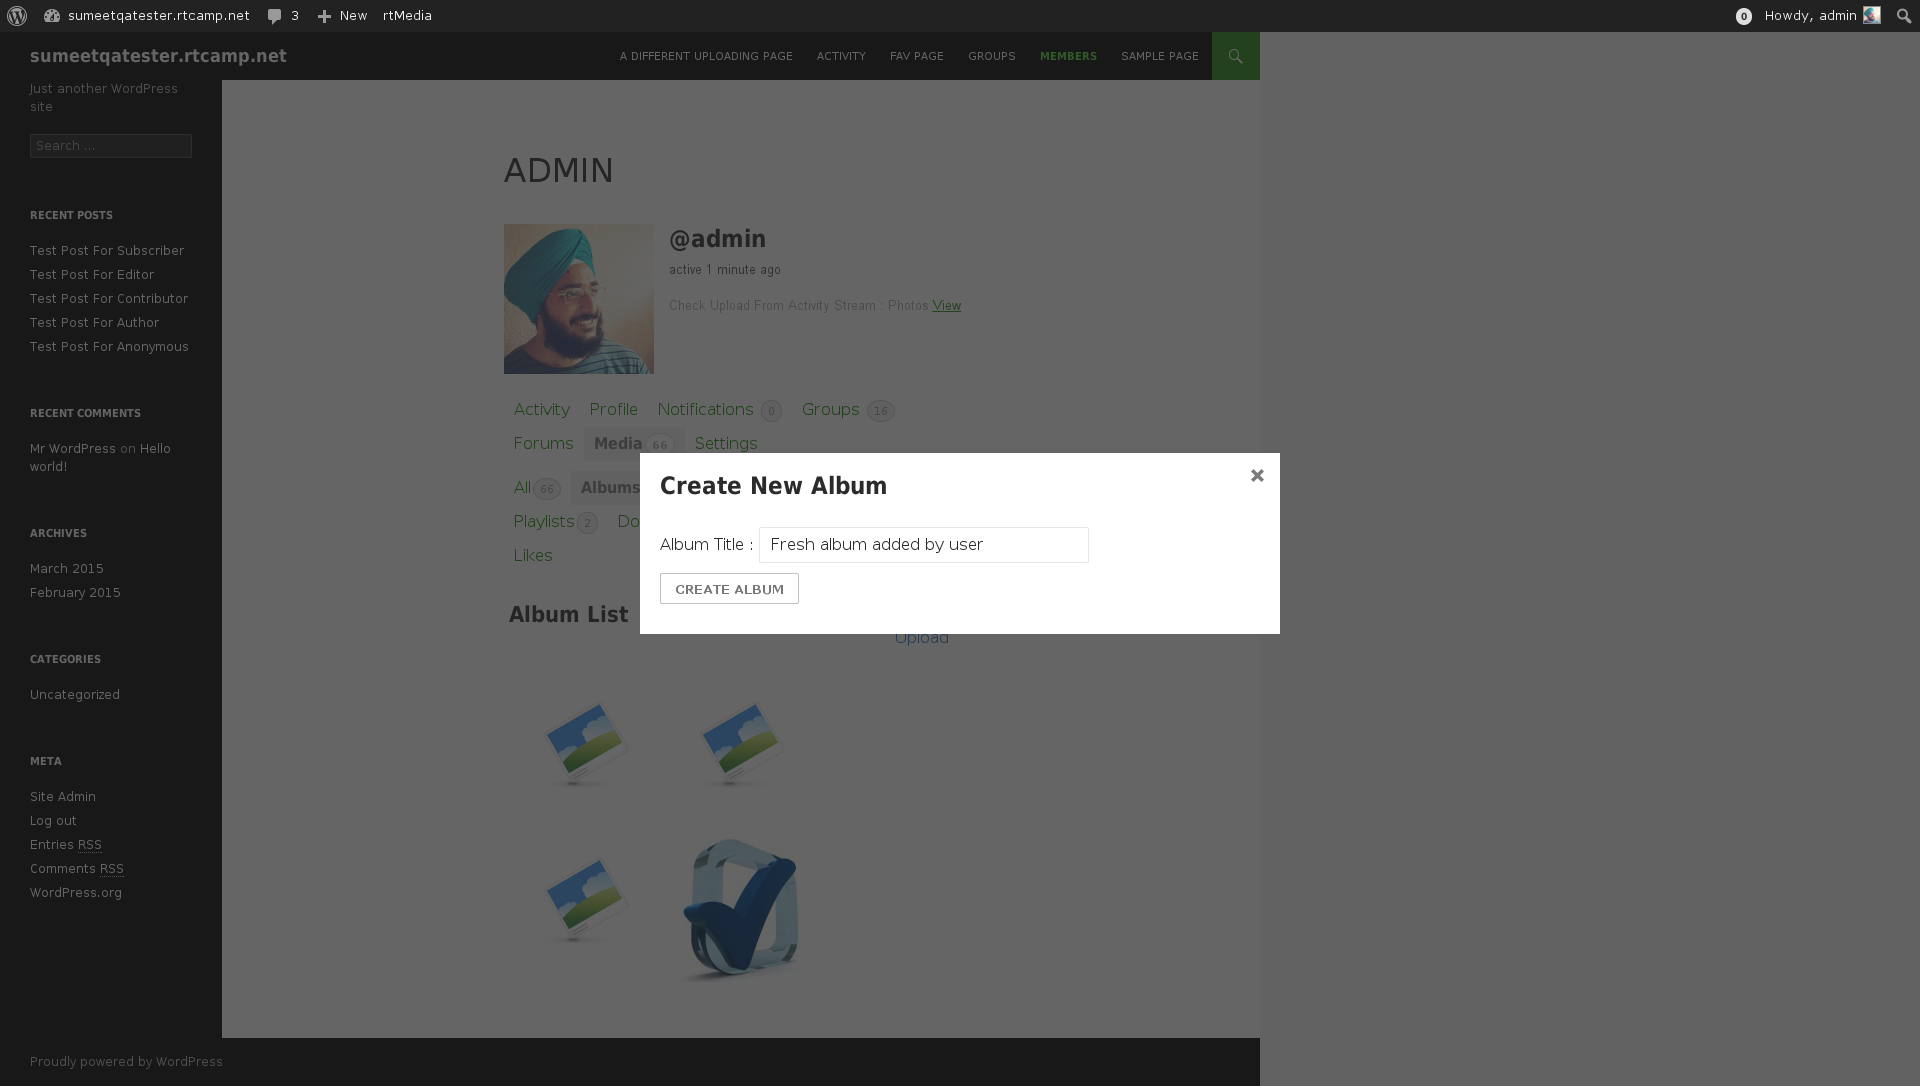 sumeetqatester.rtcamp.net 3 New rtMedia 0 Howdy, admin
sumeetqatester.rtcamp.net A DIFFERENT UPLOADING PAGE ACTIVITY FAV PAGE GROUPS MEMBERS SAMPLE PAGE
Just another WordPress
site
Search ...
RECENT POSTS
Test Post For Subscriber
Test Post For Editor
Test Post For Contributor
Test Post For Author
Test Post For Anonymous
RECENT COMMENTS
Mr WordPress on Hello
world!
ARCHIVES
March 2015
February 2015
CATEGORIES
Uncategorized
META
Site Admin
Log out
Entries RSS
Comments RSS
WordPress.org
ADMIN
@admin
active 1 minute ago
Check Upload From Activity Stream : Photos View
Activity Profile Notifications 0 Groups 16
Forums Media 66 Settings
All 66 Albums
Playlists 2 Do
Likes
Create New Album
Album Title : Fresh album added by user
CREATE ALBUM
Album List
Upload
Proudly powered by WordPress